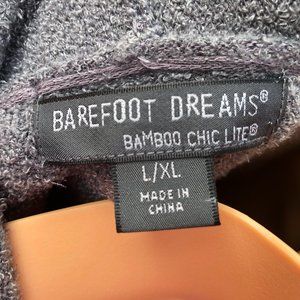 BAREFOOT DREAMS®
BAMBOO CHIC LITE®
L/XL
MADE IN
CHINA